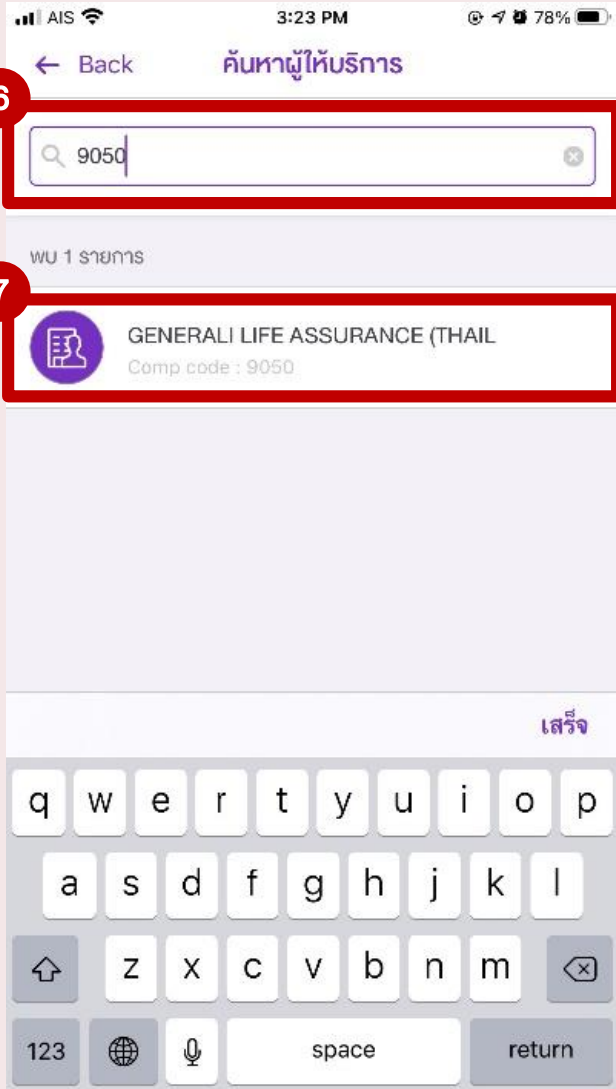 AIS 3:23 PM 78%
← Back ค้นหาผู้ให้บริการ
6
9050
พบ 1 รายการ
7
GENERALI LIFE ASSURANCE (THAIL
Comp code : 9050
เสร็จ
q w e r t y u i o p
a s d f g h j k l
z x c v b n m
123 space return